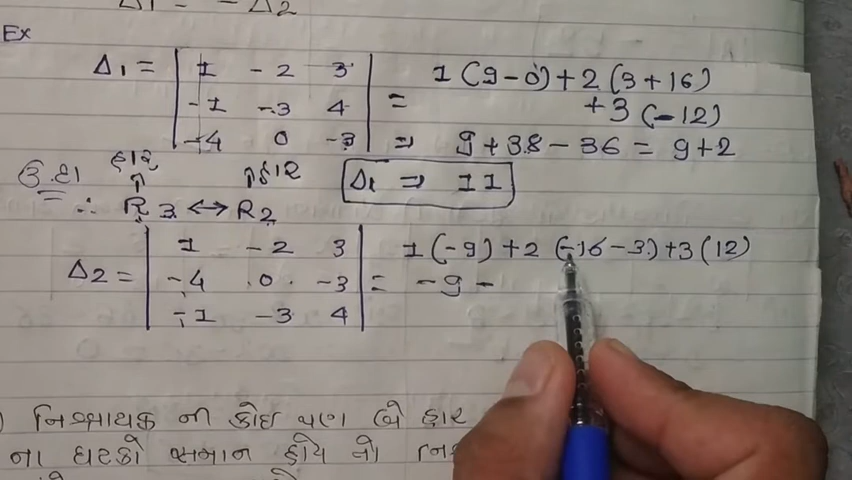 Δ1 = - Δ2
Ex
Δ1 = | 1 -2 3 | = 1(9-0)+2(3+16)
| -1 -3 4 | +3(-12)
| -4 0 -3 | ⇒ 9+38-36 = 9+2
હાર હાર Δ1 ⇒ 11
∴ R3 ↔ R2
Δ2 = | 1 -2 3 | 1(-9)+2(-16-3)+3(12)
| -4 0 -3 | = -9-
| -1 -3 4 |
) નિશ્ચાયક ની કોઇ પણ બે હાર
ના ઘટકો સમાન હોય તો